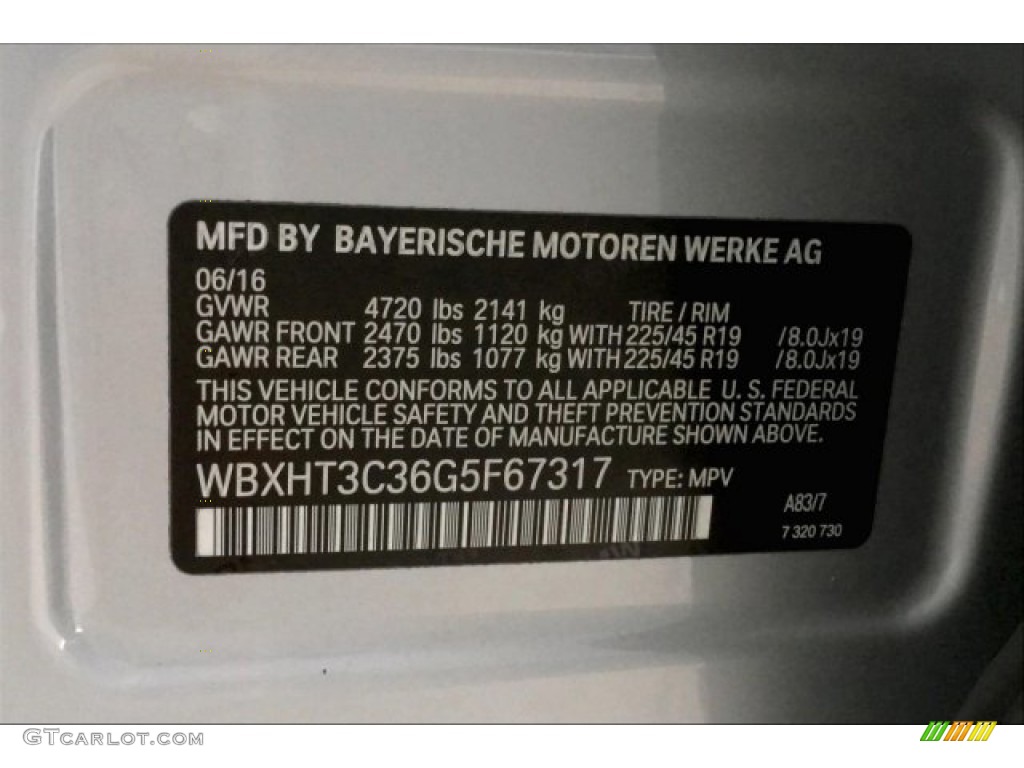 MFD BY BAYERISCHE MOTOREN WERKE AG
06/16
GVWR 4720 lbs 2141 kg TIRE / RIM
GAWR FRONT 2470 lbs 1120 kg WITH 225/45 R19 /8.0Jx19
GAWR REAR 2375 lbs 1077 kg WITH 225/45 R19 /8.0Jx19
THIS VEHICLE CONFORMS TO ALL APPLICABLE U. S. FEDERAL
MOTOR VEHICLE SAFETY AND THEFT PREVENTION STANDARDS
IN EFFECT ON THE DATE OF MANUFACTURE SHOWN ABOVE.
WBXHT3C36G5F67317 TYPE: MPV
A83/7
7 320 730
GTCARLOT.COM